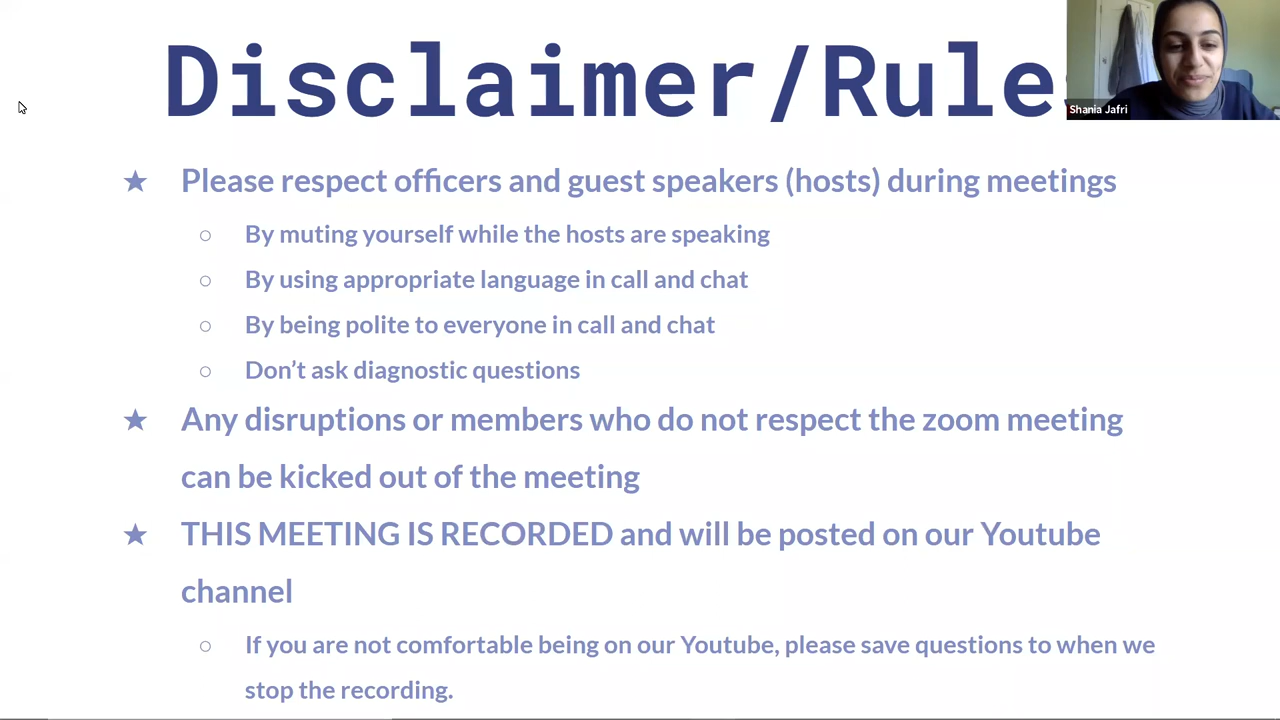 Disclaimer/Rule
Shania Jafri
★ Please respect officers and guest speakers (hosts) during meetings
○ By muting yourself while the hosts are speaking
○ By using appropriate language in call and chat
○ By being polite to everyone in call and chat
○ Don’t ask diagnostic questions
★ Any disruptions or members who do not respect the zoom meeting
can be kicked out of the meeting
★ THIS MEETING IS RECORDED and will be posted on our Youtube
channel
○ If you are not comfortable being on our Youtube, please save questions to when we
stop the recording.